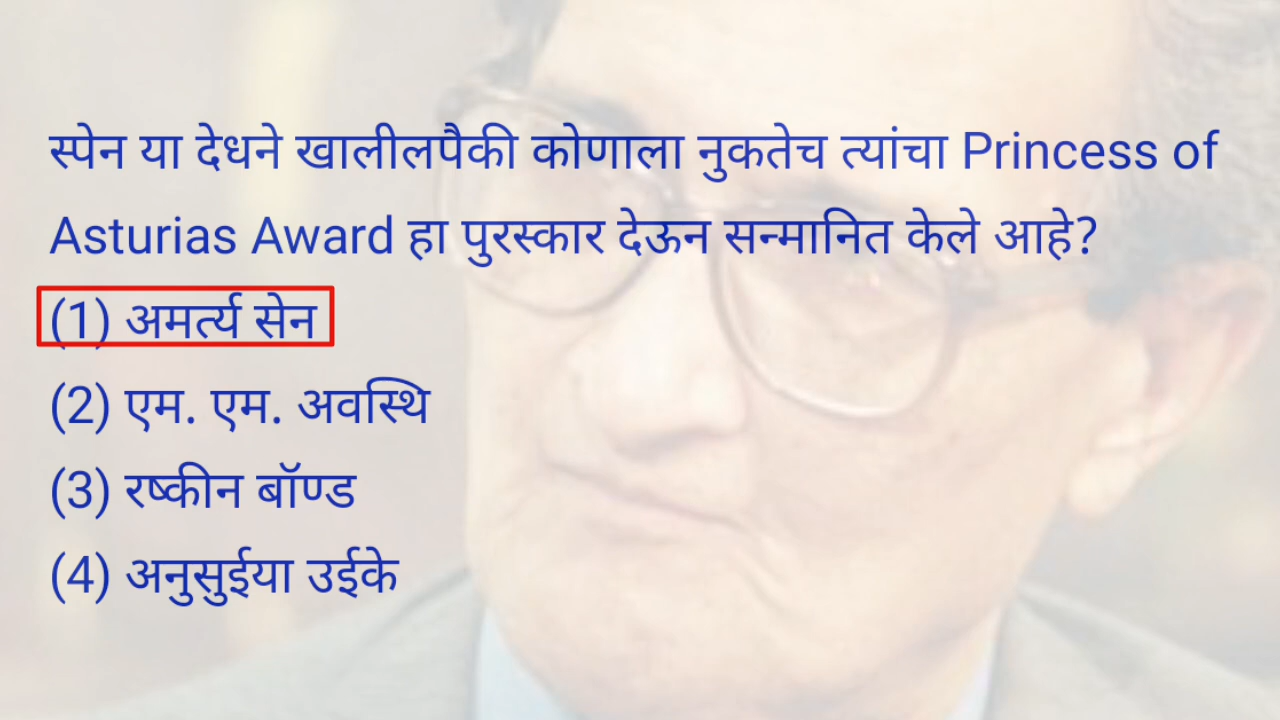 स्पेन या देधने खालीलपैकी कोणाला नुकतेच त्यांचा Princess of
Asturias Award हा पुरस्कार देऊन सन्मानित केले आहे?
(1) अमर्त्य सेन
(2) एम. एम. अवस्थि
(3) रष्कीन बॉण्ड
(4) अनुसुईया उईके